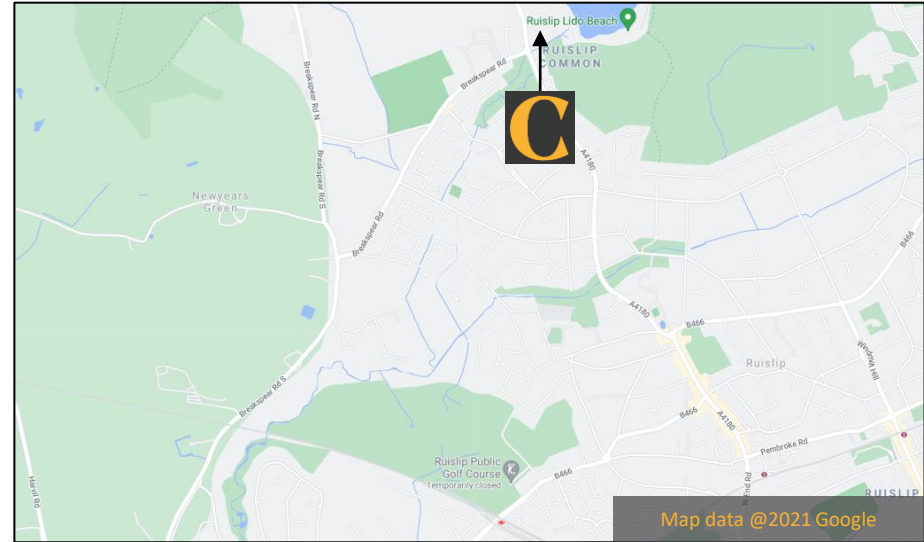 Ruislip Lido Beach
RUISLIP
COMMON
Breakspear Rd
Breakspear Rd N
C
A4180
Breakspear Rd S
Newyears
Green
Breakspear Rd
B466
A4180
B466
Ruislip
Windmill Hill
Breakspear Rd S
B466
A4180
Pembroke Rd
Ruislip Public
Golf Course
Temporarily closed
B466
W End Rd
Harvil Rd
RUISLIP
Map data @2021 Google